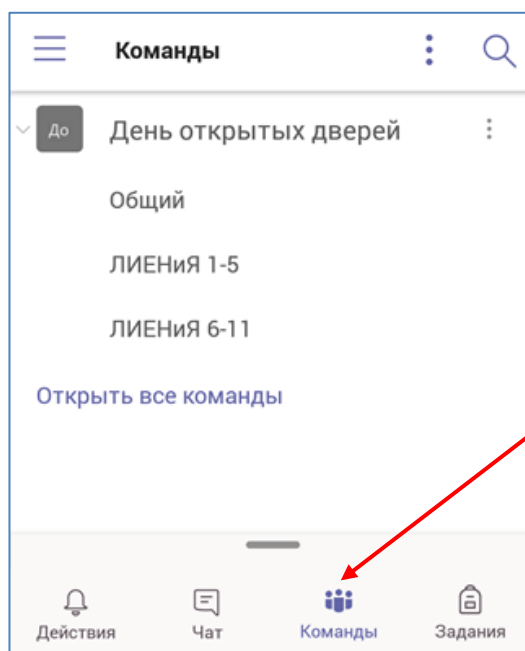 Команды
До День открытых дверей
Общий
ЛИЕНиЯ 1-5
ЛИЕНиЯ 6-11
Открыть все команды
Действия Чат Команды Задания